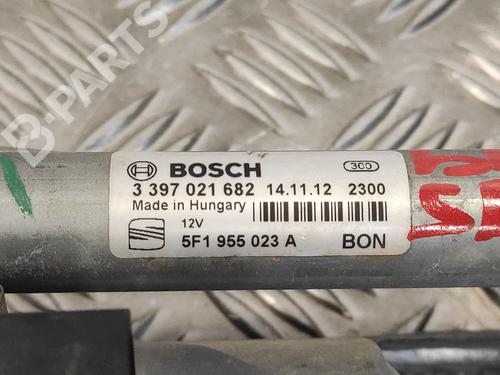 B-PARTS
BOSCH 300
3 397 021 682 14.11.12 2300
Made in Hungary
12V
5F1 955 023 A BON